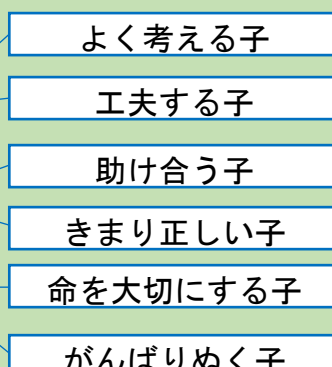 よく考える子
工夫する子
助け合う子
きまり正しい子
命を大切にする子
がんばりぬく子